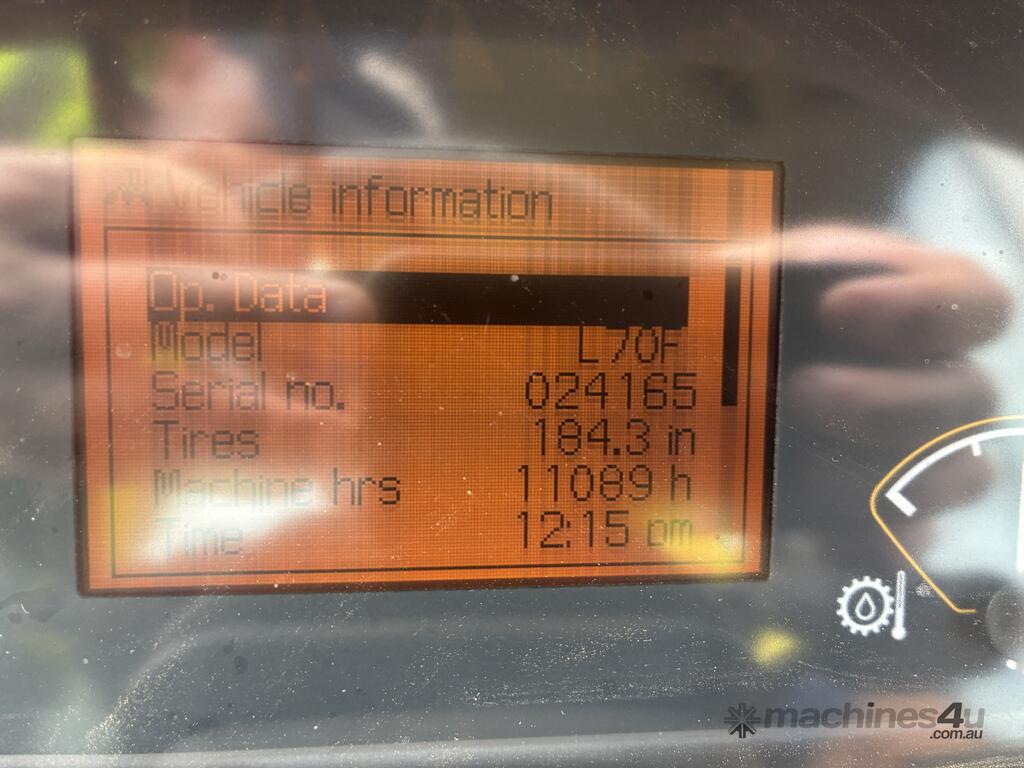 Vehicle information
Op. Data
Model L70F
Serial no. 024165
Tires 184.3 in
Machine hrs 11089 h
Time 12:15 pm
machines4u
.com.au